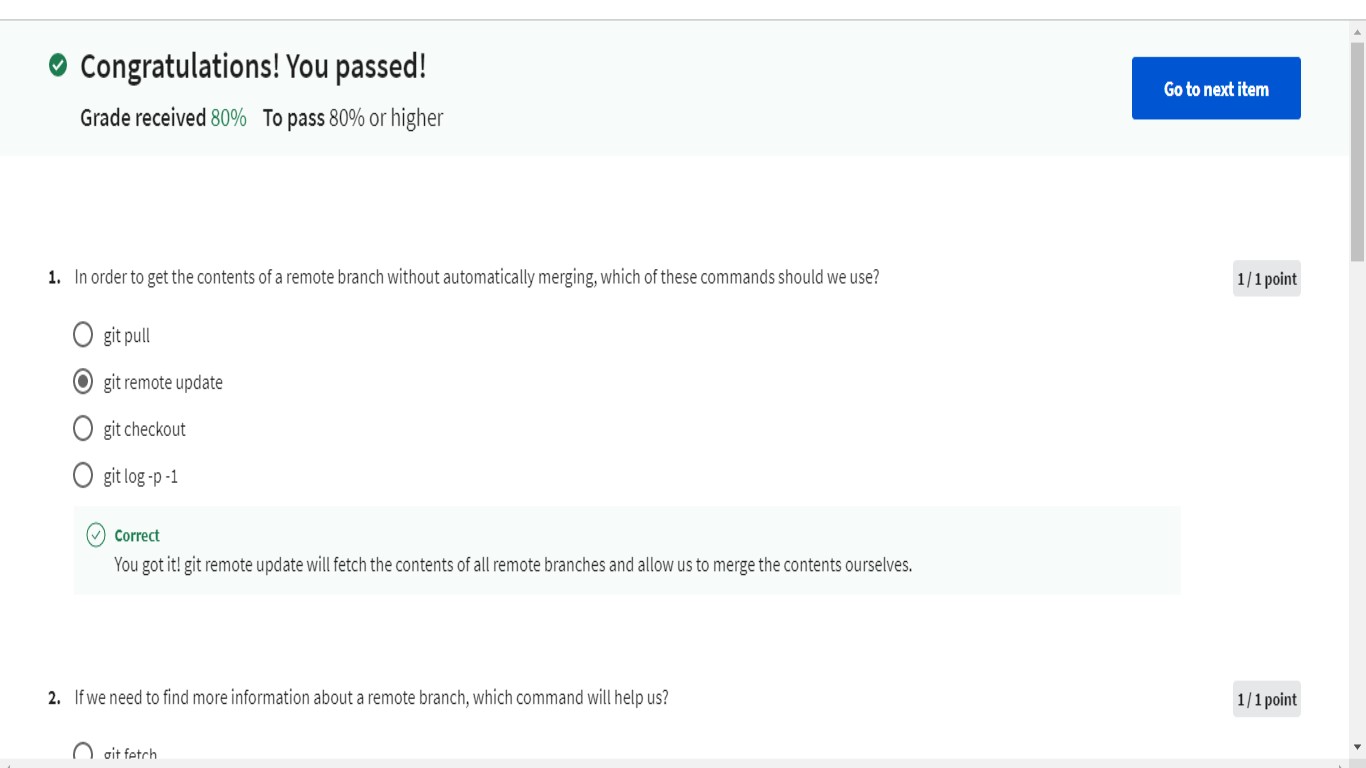 Congratulations! You passed!
Grade received 80% To pass 80% or higher
Go to next item
1. In order to get the contents of a remote branch without automatically merging, which of these commands should we use?
1 / 1 point
git pull
git remote update
git checkout
git log -p -1
Correct
You got it! git remote update will fetch the contents of all remote branches and allow us to merge the contents ourselves.
2. If we need to find more information about a remote branch, which command will help us?
1 / 1 point
git fetch